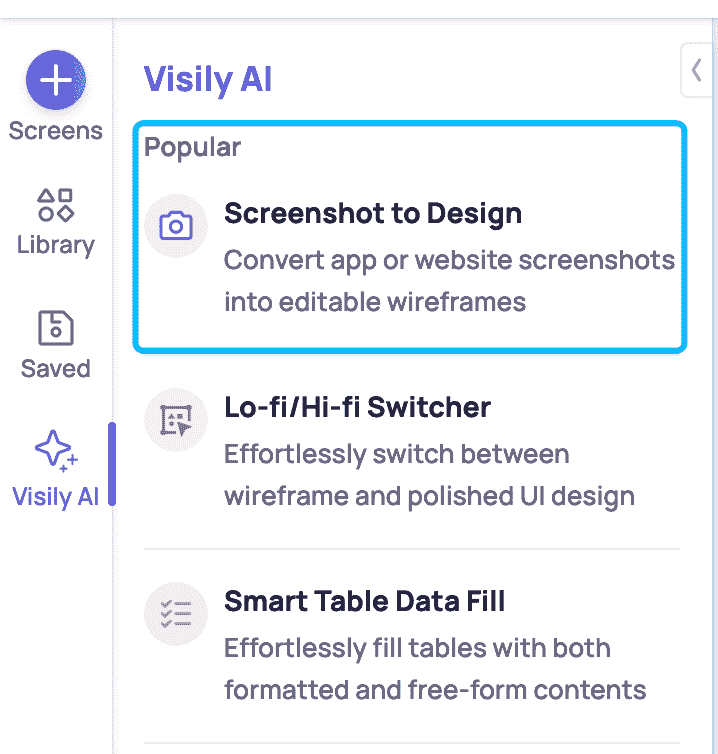 Screens
Library
Saved
Visily AI
Visily AI
Popular
Screenshot to Design
Convert app or website screenshots
into editable wireframes
Lo-fi/Hi-fi Switcher
Effortlessly switch between
wireframe and polished UI design
Smart Table Data Fill
Effortlessly fill tables with both
formatted and free-form contents